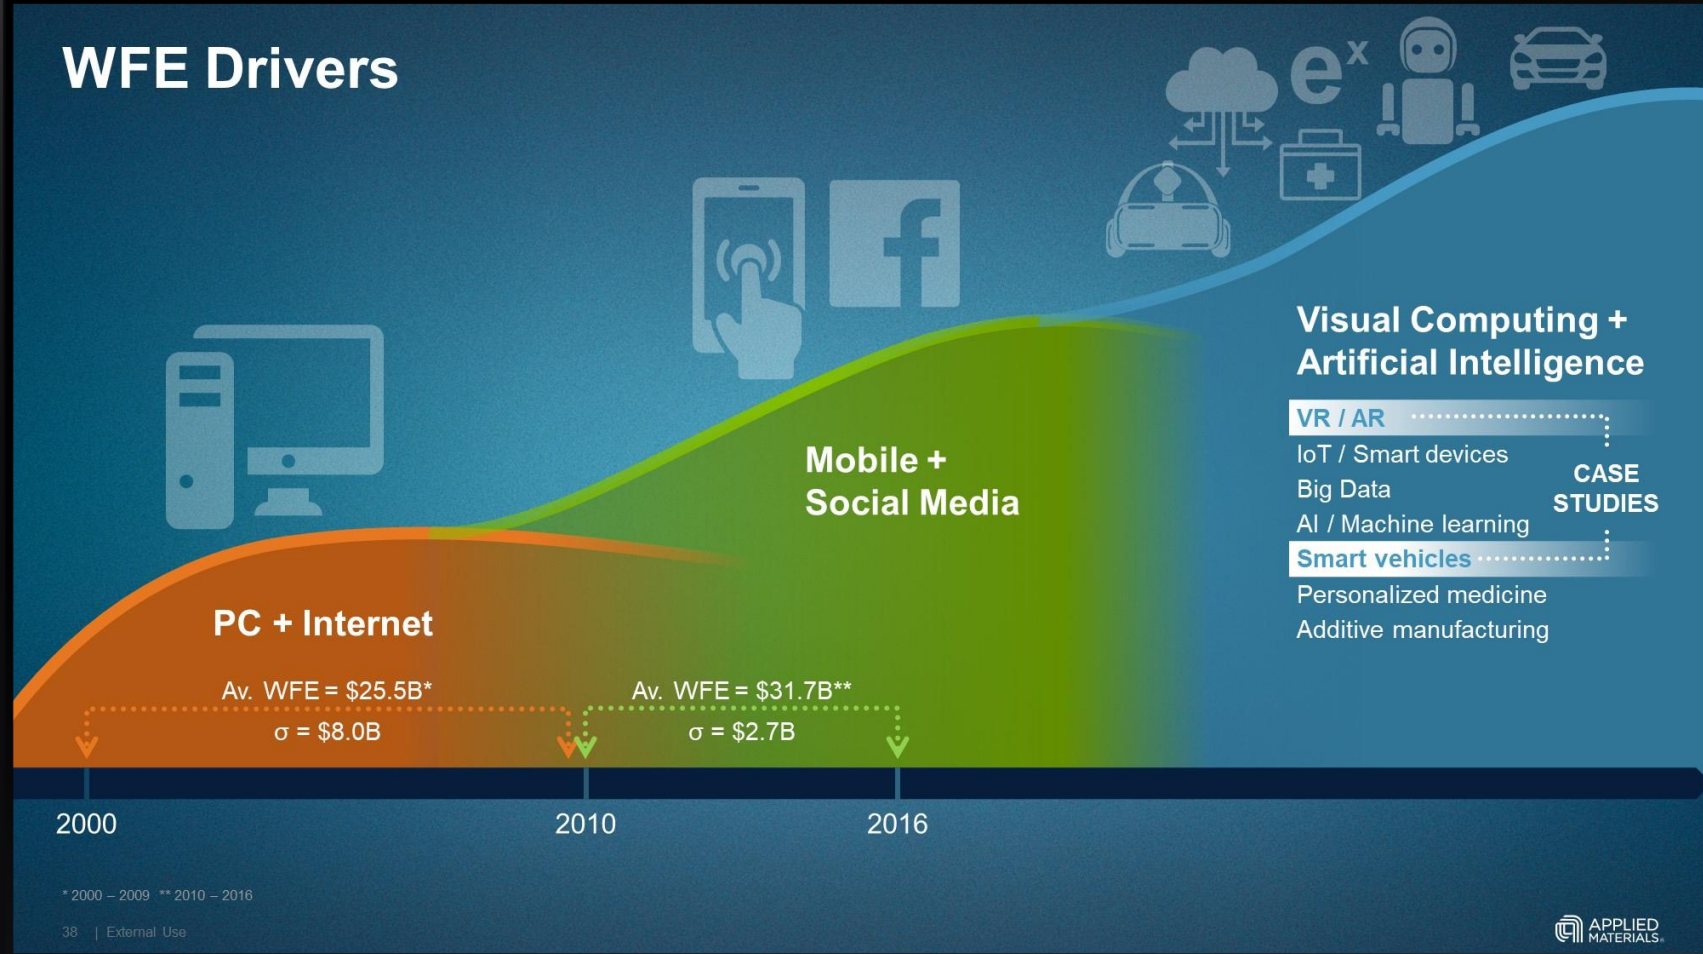 WFE Drivers
e^x
f
Visual Computing +
Artificial Intelligence
VR / AR
IoT / Smart devices
Big Data
AI / Machine learning
Smart vehicles
Personalized medicine
Additive manufacturing
CASE
STUDIES
Mobile +
Social Media
PC + Internet
Av. WFE = $25.5B*
σ = $8.0B
Av. WFE = $31.7B**
σ = $2.7B
2000
2010
2016
* 2000 – 2009 ** 2010 – 2016
38 | External Use
APPLIED
MATERIALS®